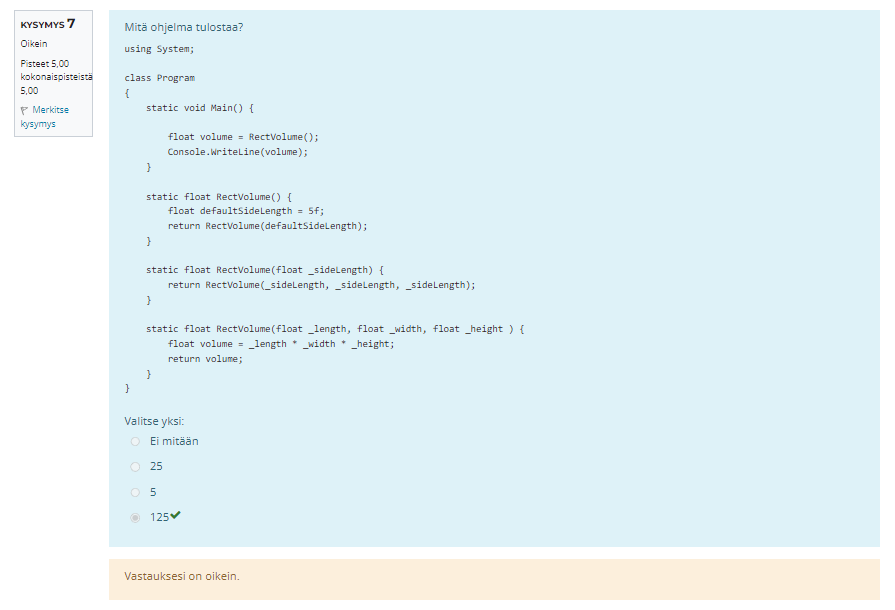 KYSYMYS 7
Oikein
Pisteet 5,00
kokonaispisteistä
5,00
Merkitse
kysymys
Mitä ohjelma tulostaa?
using System;
class Program
{
static void Main() {
float volume = RectVolume();
Console.WriteLine(volume);
}
static float RectVolume() {
float defaultSideLength = 5f;
return RectVolume(defaultSideLength);
}
static float RectVolume(float _sideLength) {
return RectVolume(_sideLength, _sideLength, _sideLength);
}
static float RectVolume(float _length, float _width, float _height ) {
float volume = _length * _width * _height;
return volume;
}
}
Valitse yksi:
Ei mitään
25
5
125
Vastauksesi on oikein.